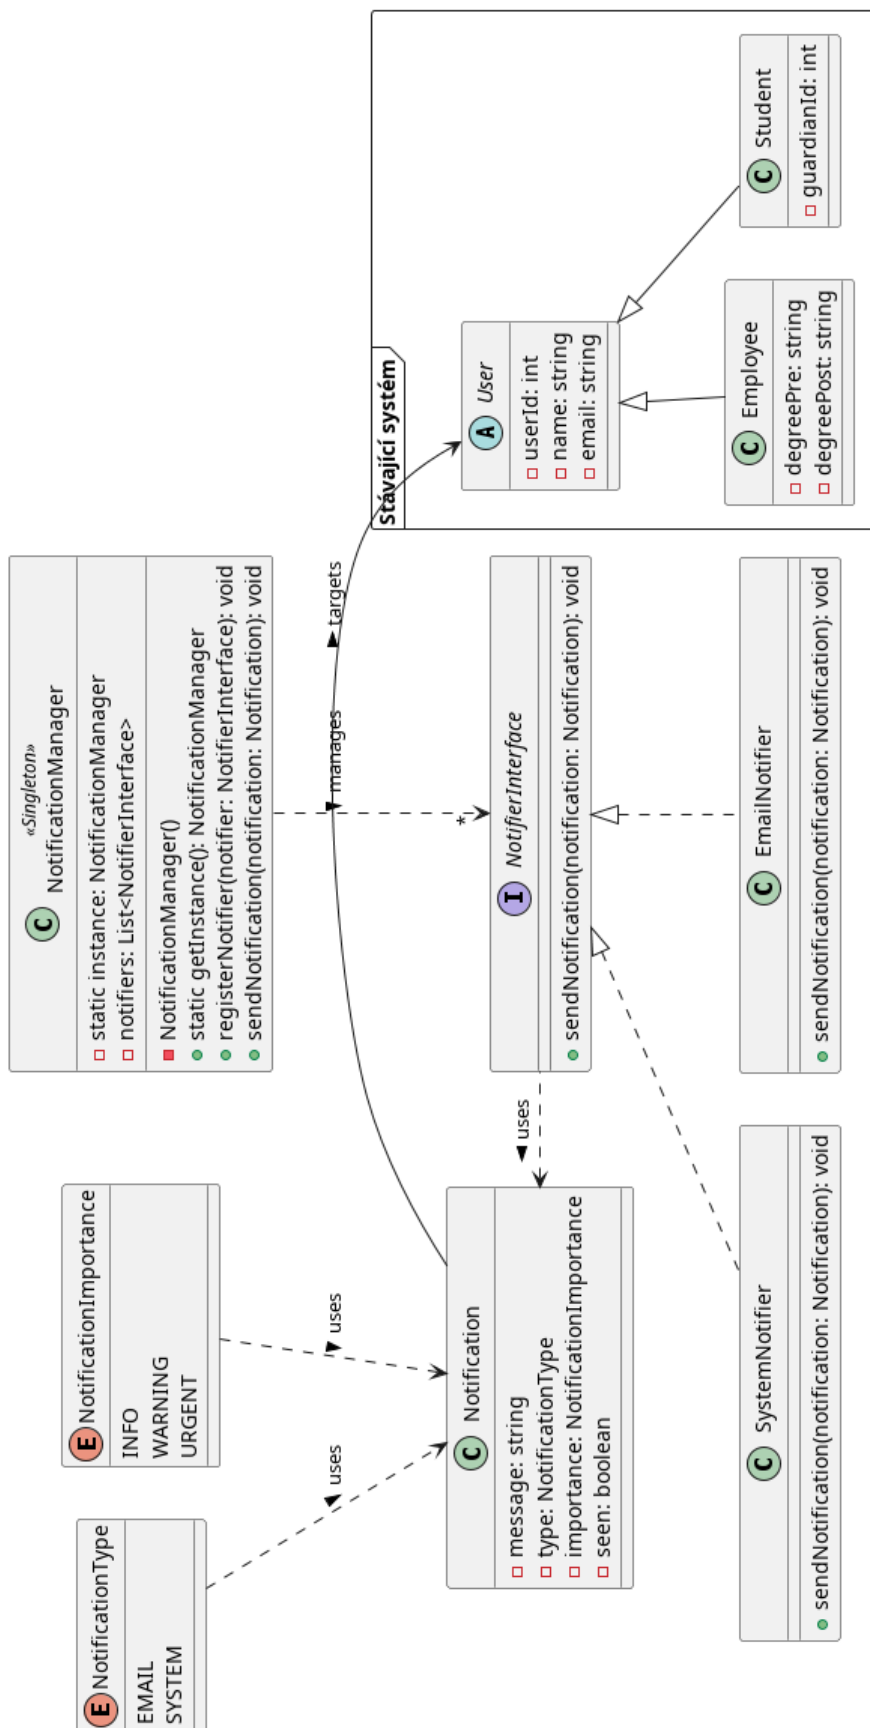 «Singleton»
NotificationManager
static instance: NotificationManager
notifiers: List<NotifierInterface>
NotificationManager()
static getInstance(): NotificationManager
registerNotifier(notifier: NotifierInterface): void
sendNotification(notification: Notification): void
E NotificationType
EMAIL
SYSTEM
E NotificationImportance
INFO
WARNING
URGENT
uses
uses
manages
targets
*
Stávající systém
C Notification
message: string
type: NotificationType
importance: NotificationImportance
seen: boolean
uses
I NotifierInterface
sendNotification(notification: Notification): void
A User
userId: int
name: string
email: string
C SystemNotifier
sendNotification(notification: Notification): void
C EmailNotifier
sendNotification(notification: Notification): void
C Employee
degreePre: string
degreePost: string
C Student
guardianId: int